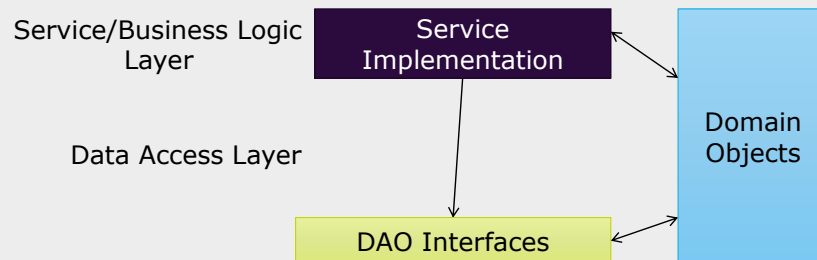 Service/Business Logic
Layer
Service
Implementation
Domain
Objects
Data Access Layer
DAO Interfaces